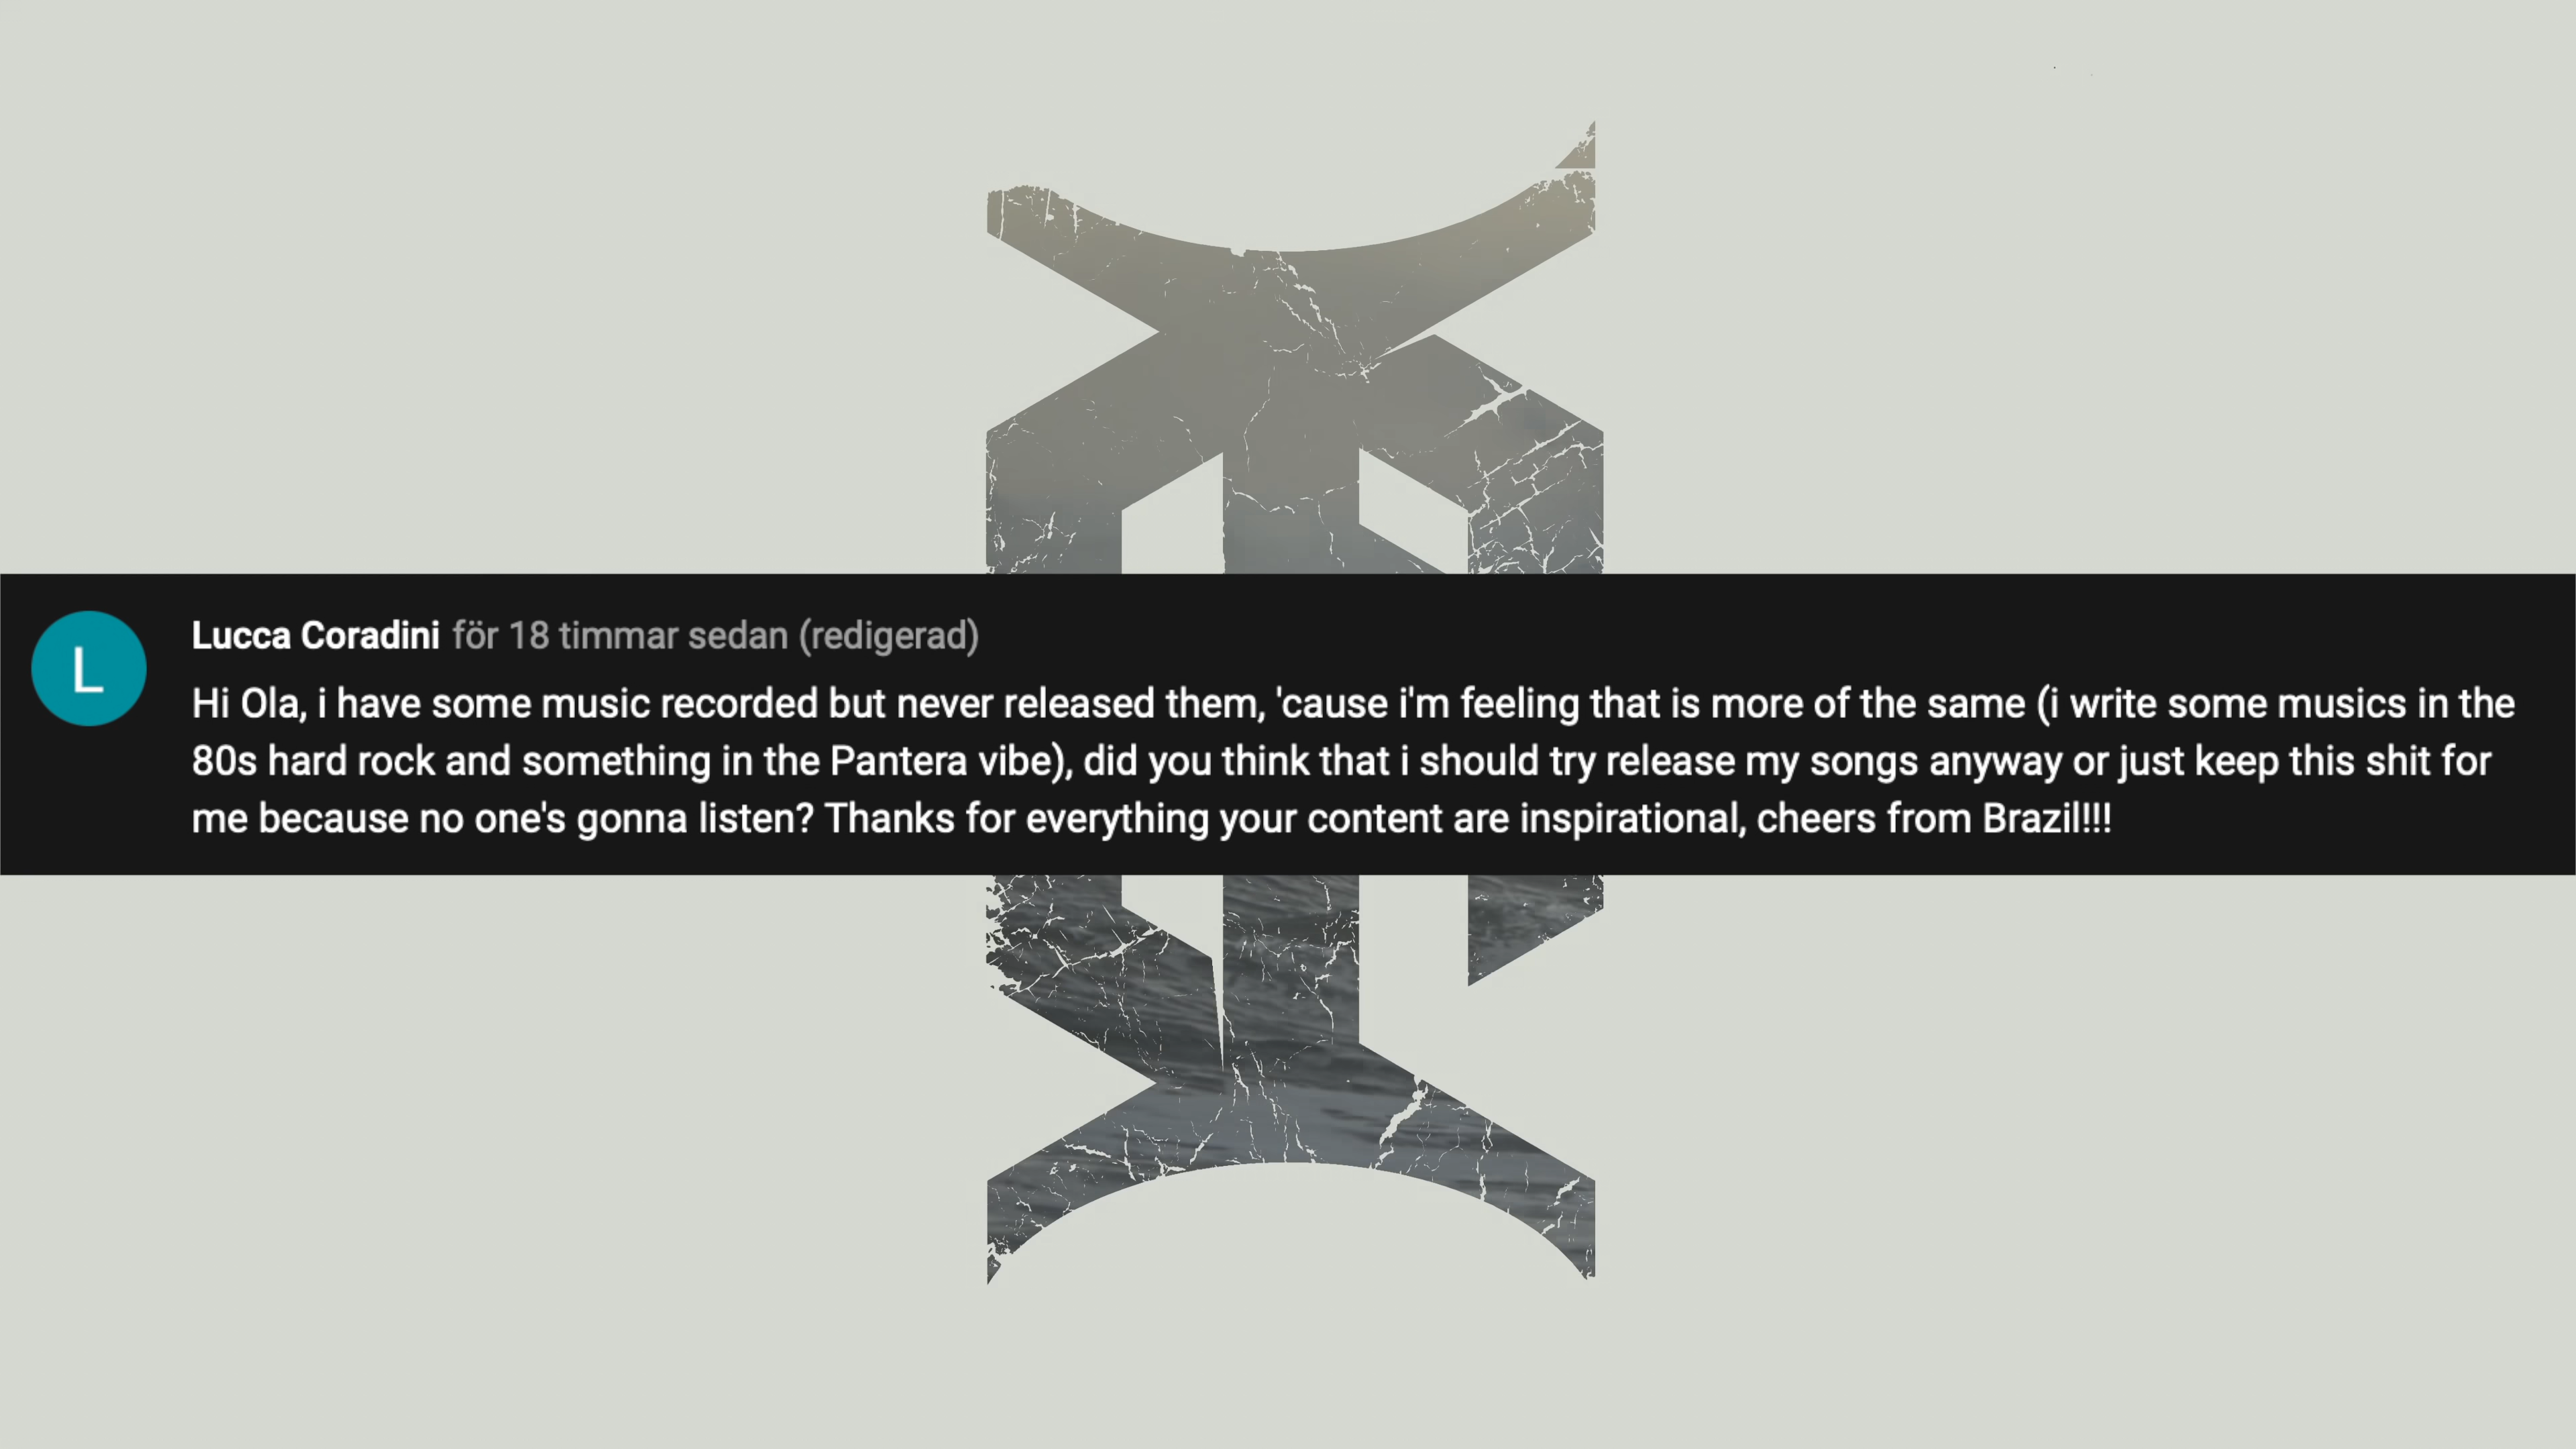 L
Lucca Coradini för 18 timmar sedan (redigerad)
Hi Ola, i have some music recorded but never released them, 'cause i'm feeling that is more of the same (i write some musics in the
80s hard rock and something in the Pantera vibe), did you think that i should try release my songs anyway or just keep this shit for
me because no one's gonna listen? Thanks for everything your content are inspirational, cheers from Brazil!!!